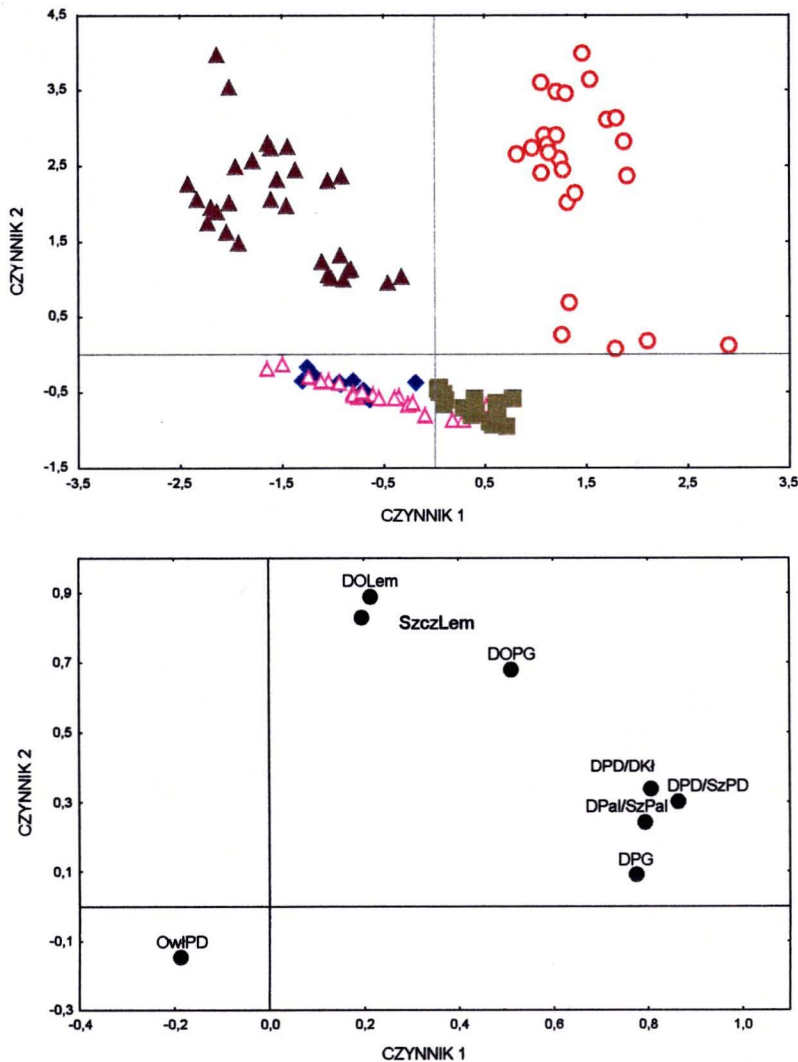 4,5
3,5
2,5
1,5
0,5
-0,5
-1,5
CZYNNIK 2
-3,5 -2,5 -1,5 -0,5 0,5 1,5 2,5 3,5
CZYNNIK 1
0,9
0,7
0,5
0,3
0,1
-0,1
-0,3
CZYNNIK 2
DOLem
SzczLem
DOPG
DPD/DKł
DPD/SzPD
DPal/SzPal
DPG
OwłPD
-0,4 -0,2 0,0 0,2 0,4 0,6 0,8 1,0
CZYNNIK 1